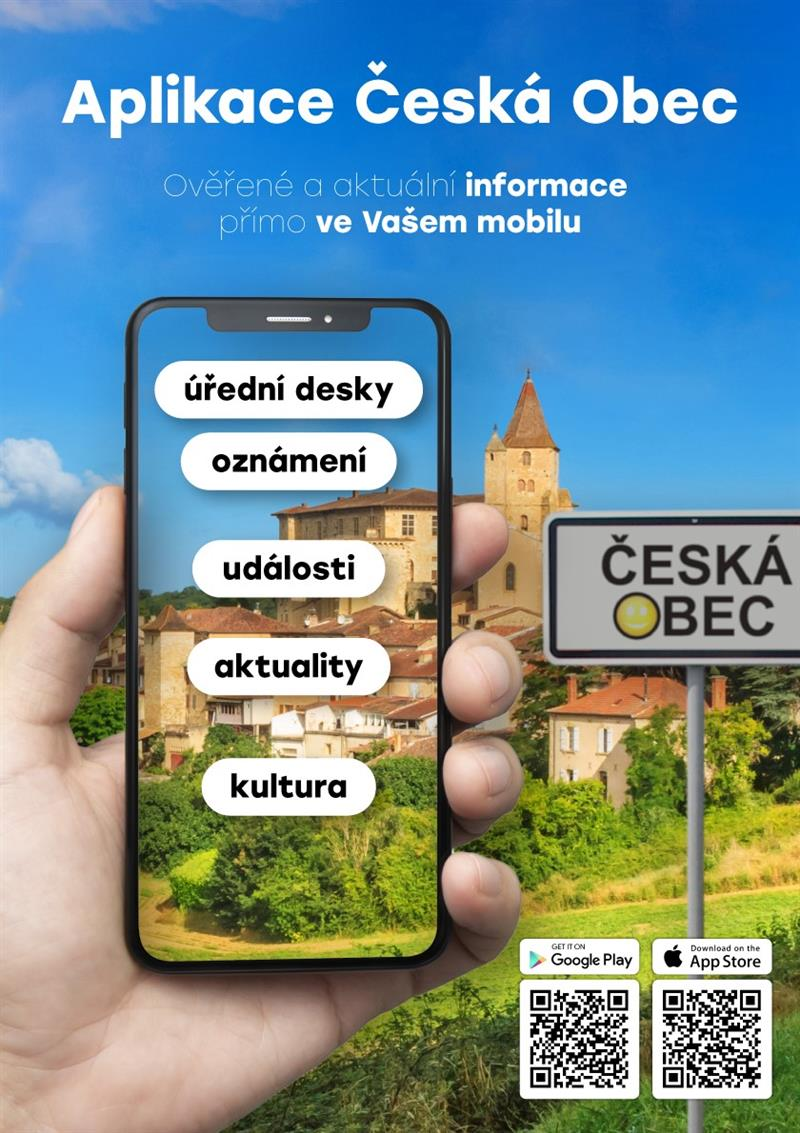 Aplikace Česká Obec
Ověřené a aktuální informace
přímo ve Vašem mobilu
úřední desky
oznámení
události
aktuality
kultura
ČESKÁ
OBEC
GET IT ON
Google Play
Download on the
App Store